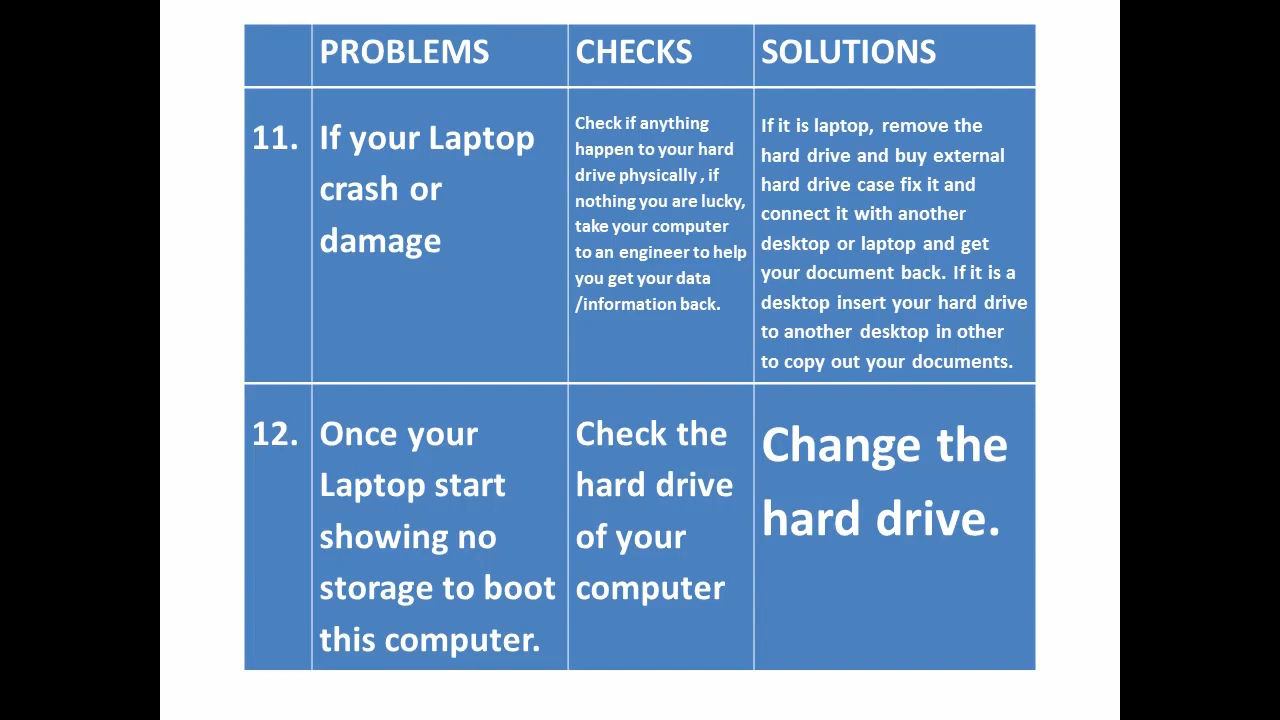 PROBLEMS CHECKS SOLUTIONS
11. If your Laptop
crash or
damage
Check if anything
happen to your hard
drive physically , if
nothing you are lucky,
take your computer
to an engineer to help
you get your data
/information back.
If it is laptop, remove the
hard drive and buy external
hard drive case fix it and
connect it with another
desktop or laptop and get
your document back. If it is a
desktop insert your hard drive
to another desktop in other
to copy out your documents.
12. Once your
Laptop start
showing no
storage to boot
this computer.
Check the
hard drive
of your
computer
Change the
hard drive.